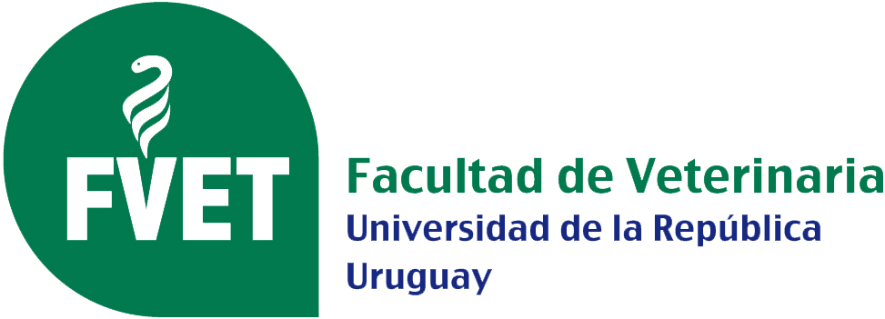 FVET
Facultad de Veterinaria
Universidad de la República
Uruguay